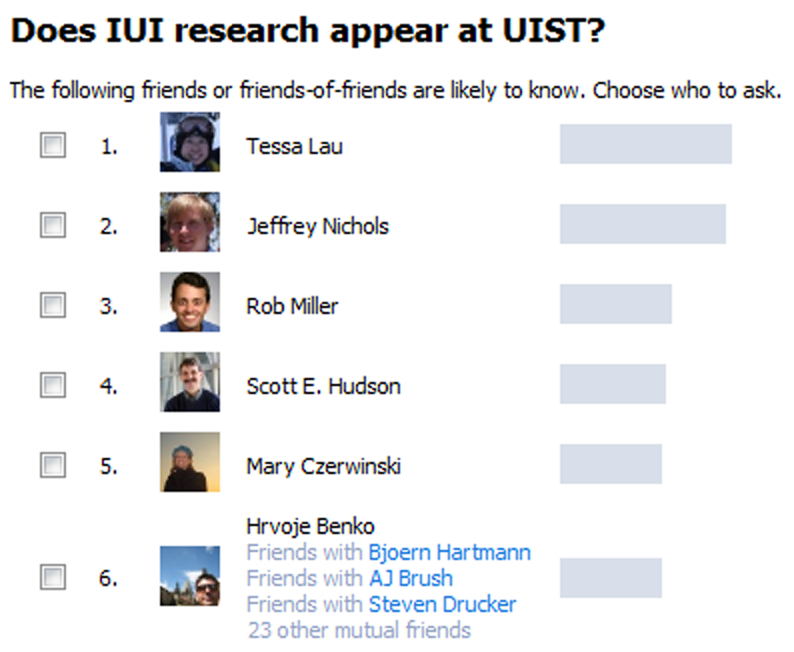 Does IUI research appear at UIST?
The following friends or friends-of-friends are likely to know. Choose who to ask.
1. Tessa Lau
2. Jeffrey Nichols
3. Rob Miller
4. Scott E. Hudson
5. Mary Czerwinski
6. Hrvoje Benko
Friends with Bjoern Hartmann
Friends with AJ Brush
Friends with Steven Drucker
23 other mutual friends